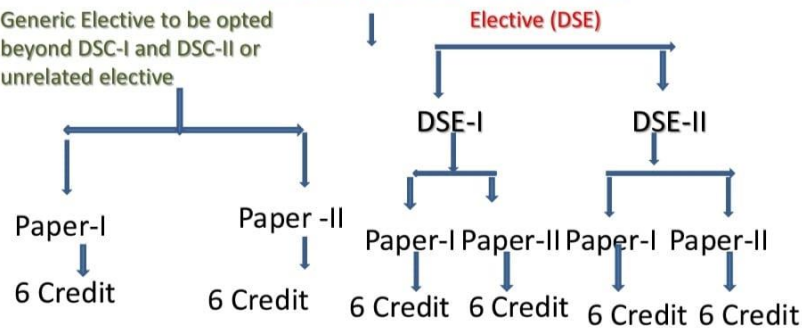 Generic Elective to be opted
beyond DSC-I and DSC-II or
unrelated elective
Elective (DSE)
DSE-I
DSE-II
Paper-I
Paper -II
Paper-I
Paper-II
Paper-I
Paper-II
6 Credit
6 Credit
6 Credit
6 Credit
6 Credit
6 Credit